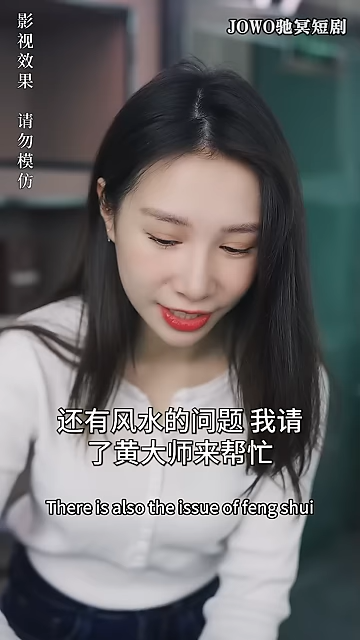 JOWO驰冥短剧
影视效果 请勿模仿
还有风水的问题 我请
了黄大师来帮忙
There is also the issue of feng shui